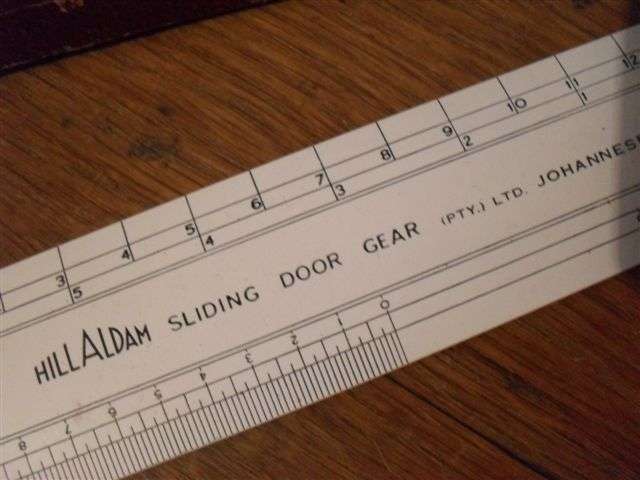 3 4 5 6 7 8 9 10 11 12
5 4 3 2 1
HILLALDAM SLIDING DOOR GEAR (PTY.) LTD. JOHANNES
8 7 6 5 4 3 2 1 0